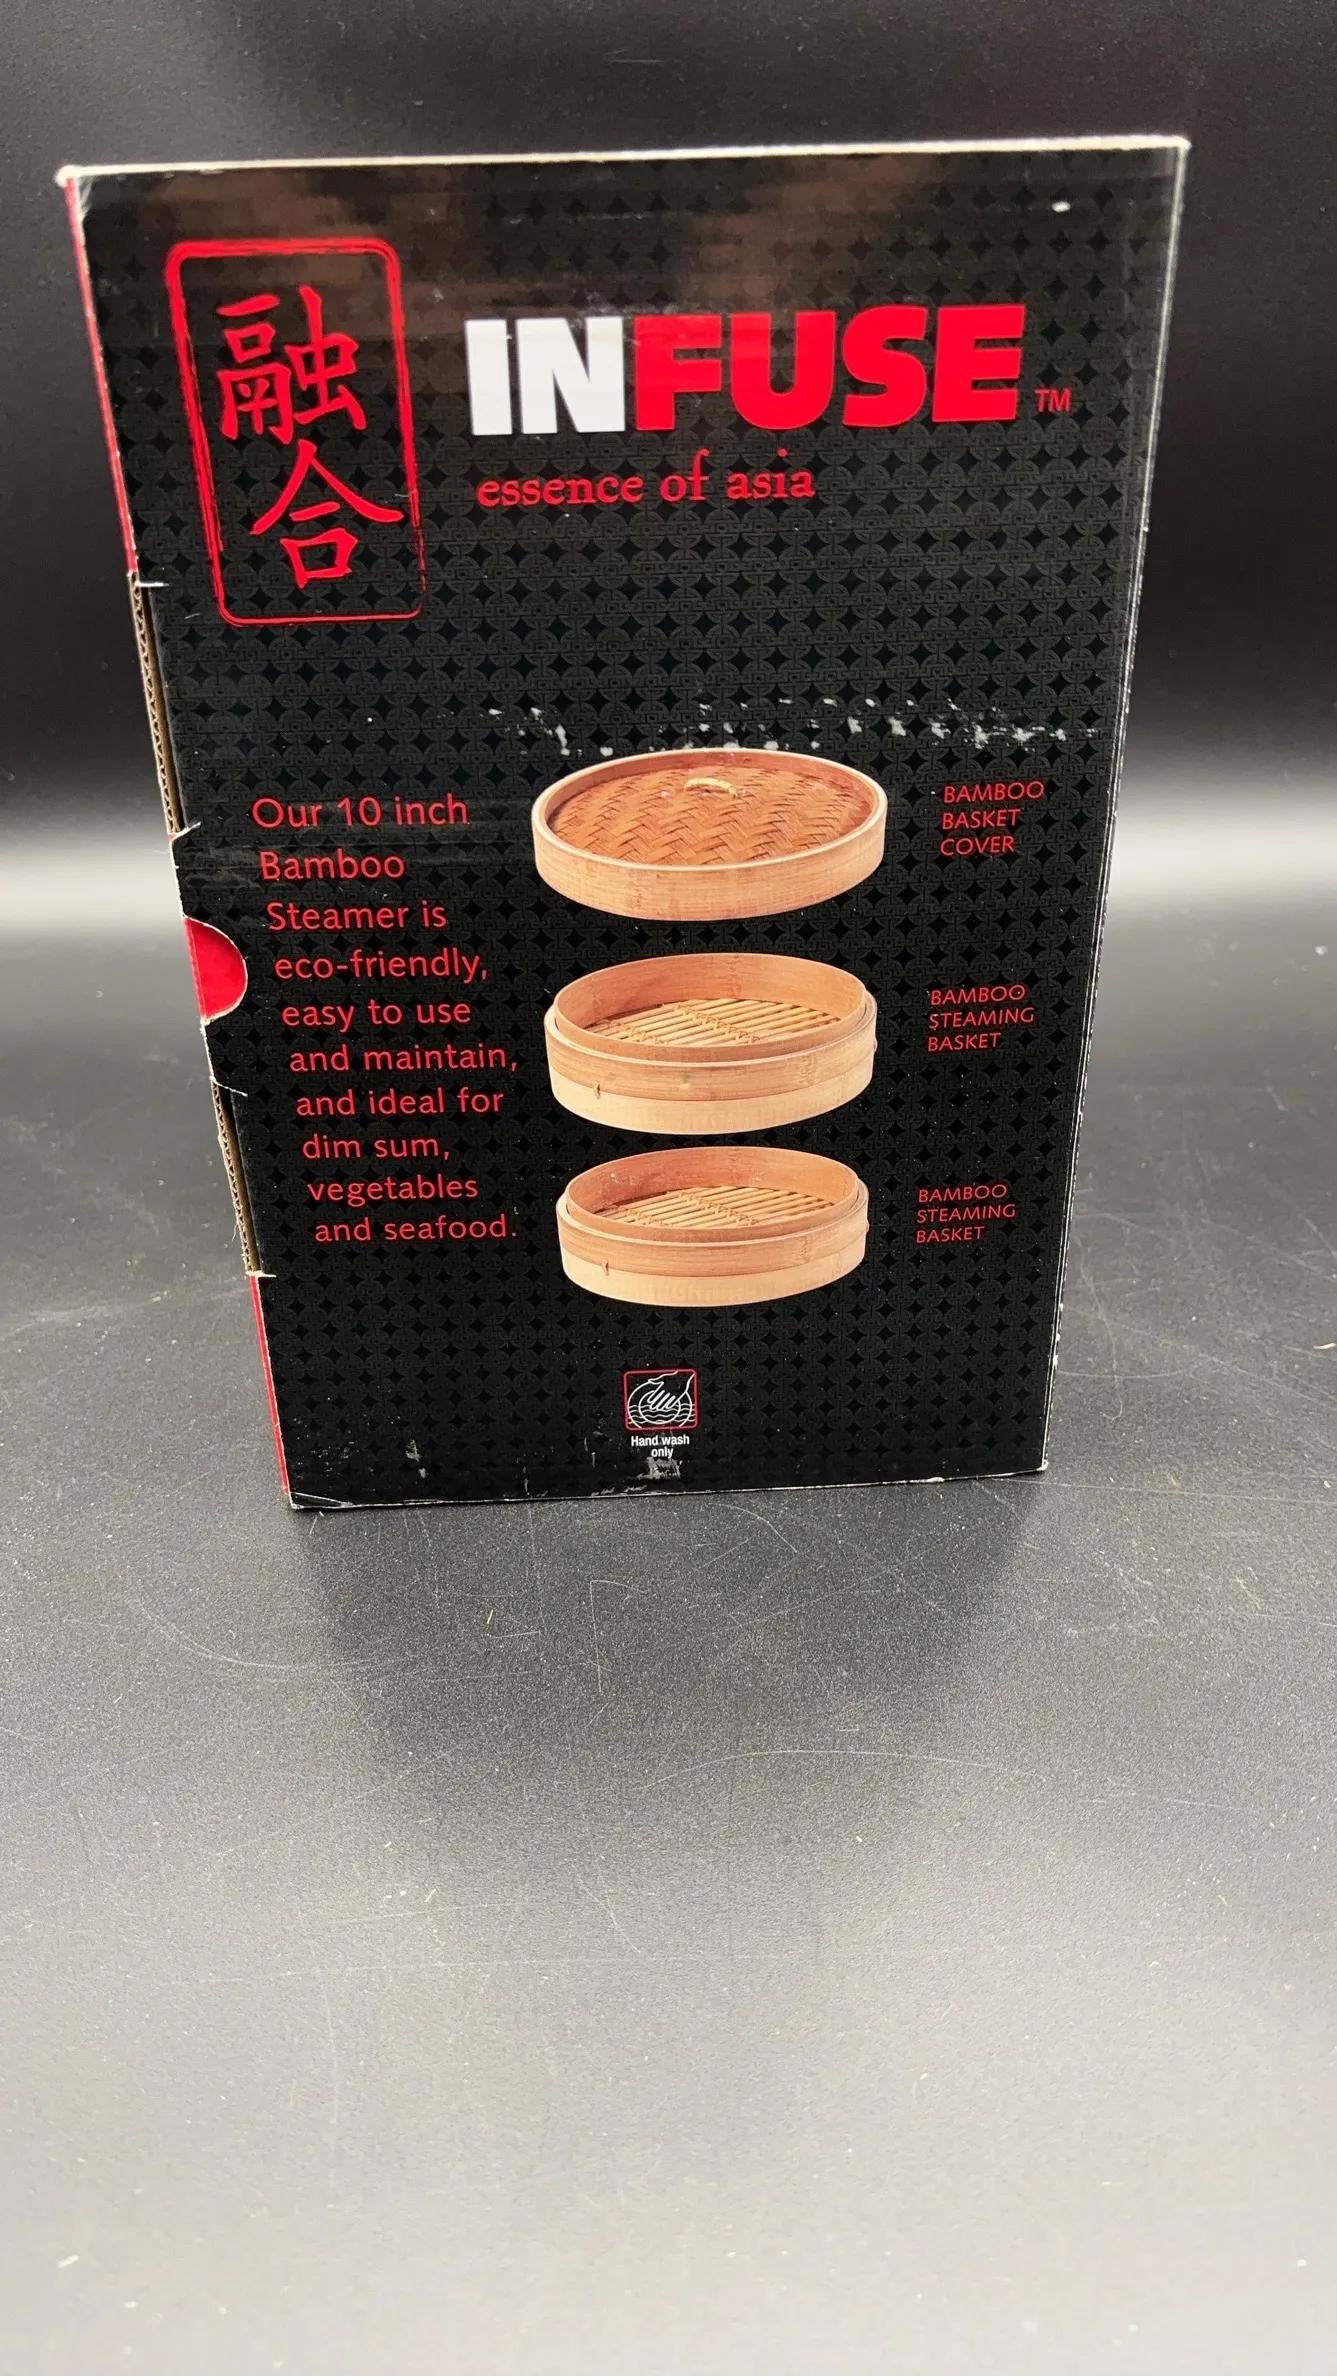 融
合
INFUSE™
essence of asia
Our 10 inch
Bamboo
Steamer is
eco-friendly,
easy to use
and maintain,
and ideal for
dim sum,
vegetables
and seafood.
BAMBOO
BASKET
COVER
BAMBOO
STEAMING
BASKET
BAMBOO
STEAMING
BASKET
Hand wash
only